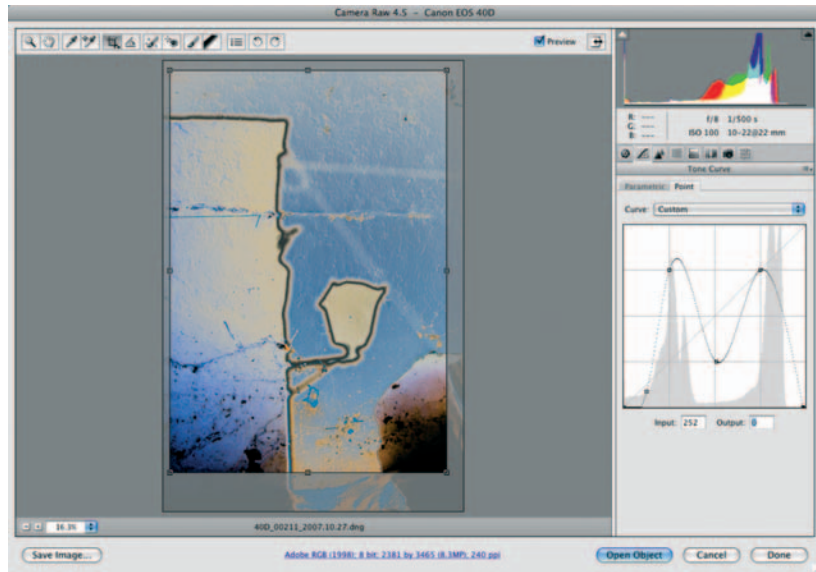 Camera Raw 4.5 – Canon EOS 40D
Preview
R: ---
G: ---
B: ---
f/8 1/500 s
ISO 100 10–22@22 mm
Tone Curve
Parametric Point
Curve: Custom
Input: 252 Output: 0
16.3% 40D_00211_2007.10.27.dng
Save Image... Adobe RGB (1998); 8 bit; 2381 by 3465 (8.3MP); 240 ppi Open Object Cancel Done